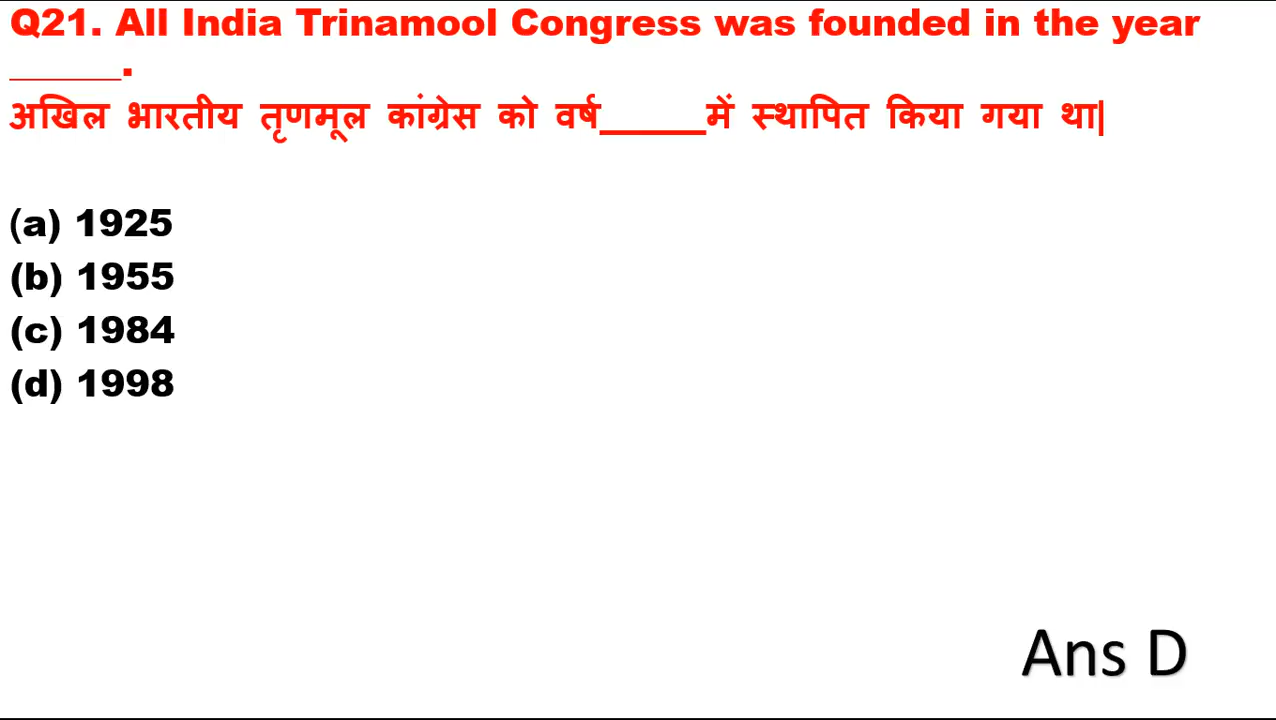 Q21. All India Trinamool Congress was founded in the year
______.
अखिल भारतीय तृणमूल कांग्रेस को वर्ष______में स्थापित किया गया था|
(a) 1925
(b) 1955
(c) 1984
(d) 1998
Ans D